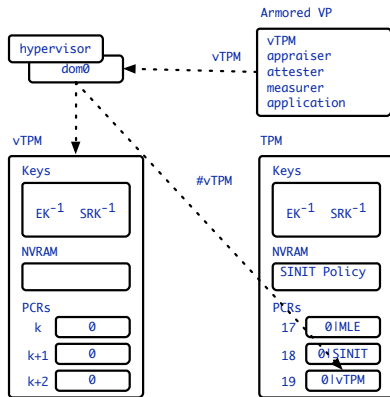 Armored VP
hypervisor
dom0
vTPM
vTPM
appraiser
attester
measurer
application
vTPM
Keys
EK-1 SRK-1
NVRAM
PCRs
k 0
k+1 0
k+2 0
#vTPM
TPM
Keys
EK-1 SRK-1
NVRAM
SINIT Policy
PCRs
17 0|MLE
18 0|SINIT
19 0|vTPM